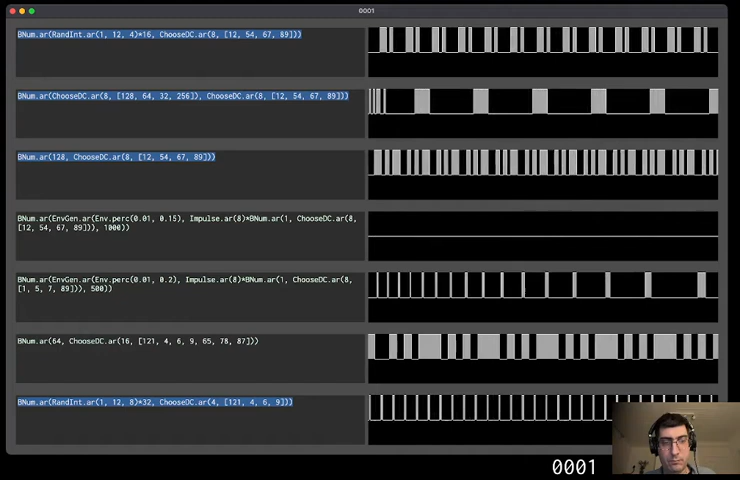 0001
BNum.ar(RandInt.ar(1, 12, 4)*16, ChooseDC.ar(8, [12, 54, 67, 89]))
BNum.ar(ChooseDC.ar(8, [128, 64, 32, 256]), ChooseDC.ar(8, [12, 54, 67, 89]))
BNum.ar(128, ChooseDC.ar(8, [12, 54, 67, 89]))
BNum.ar(EnvGen.ar(Env.perc(0.01, 0.15), Impulse.ar(8)*BNum.ar(1, ChooseDC.ar(8,
[12, 54, 67, 89])), 1000))
BNum.ar(EnvGen.ar(Env.perc(0.01, 0.2), Impulse.ar(8)*BNum.ar(1, ChooseDC.ar(8,
[1, 5, 7, 89])), 500))
BNum.ar(64, ChooseDC.ar(16, [121, 4, 6, 9, 65, 78, 87]))
BNum.ar(RandInt.ar(1, 12, 8)*32, ChooseDC.ar(4, [121, 4, 6, 9]))
0001